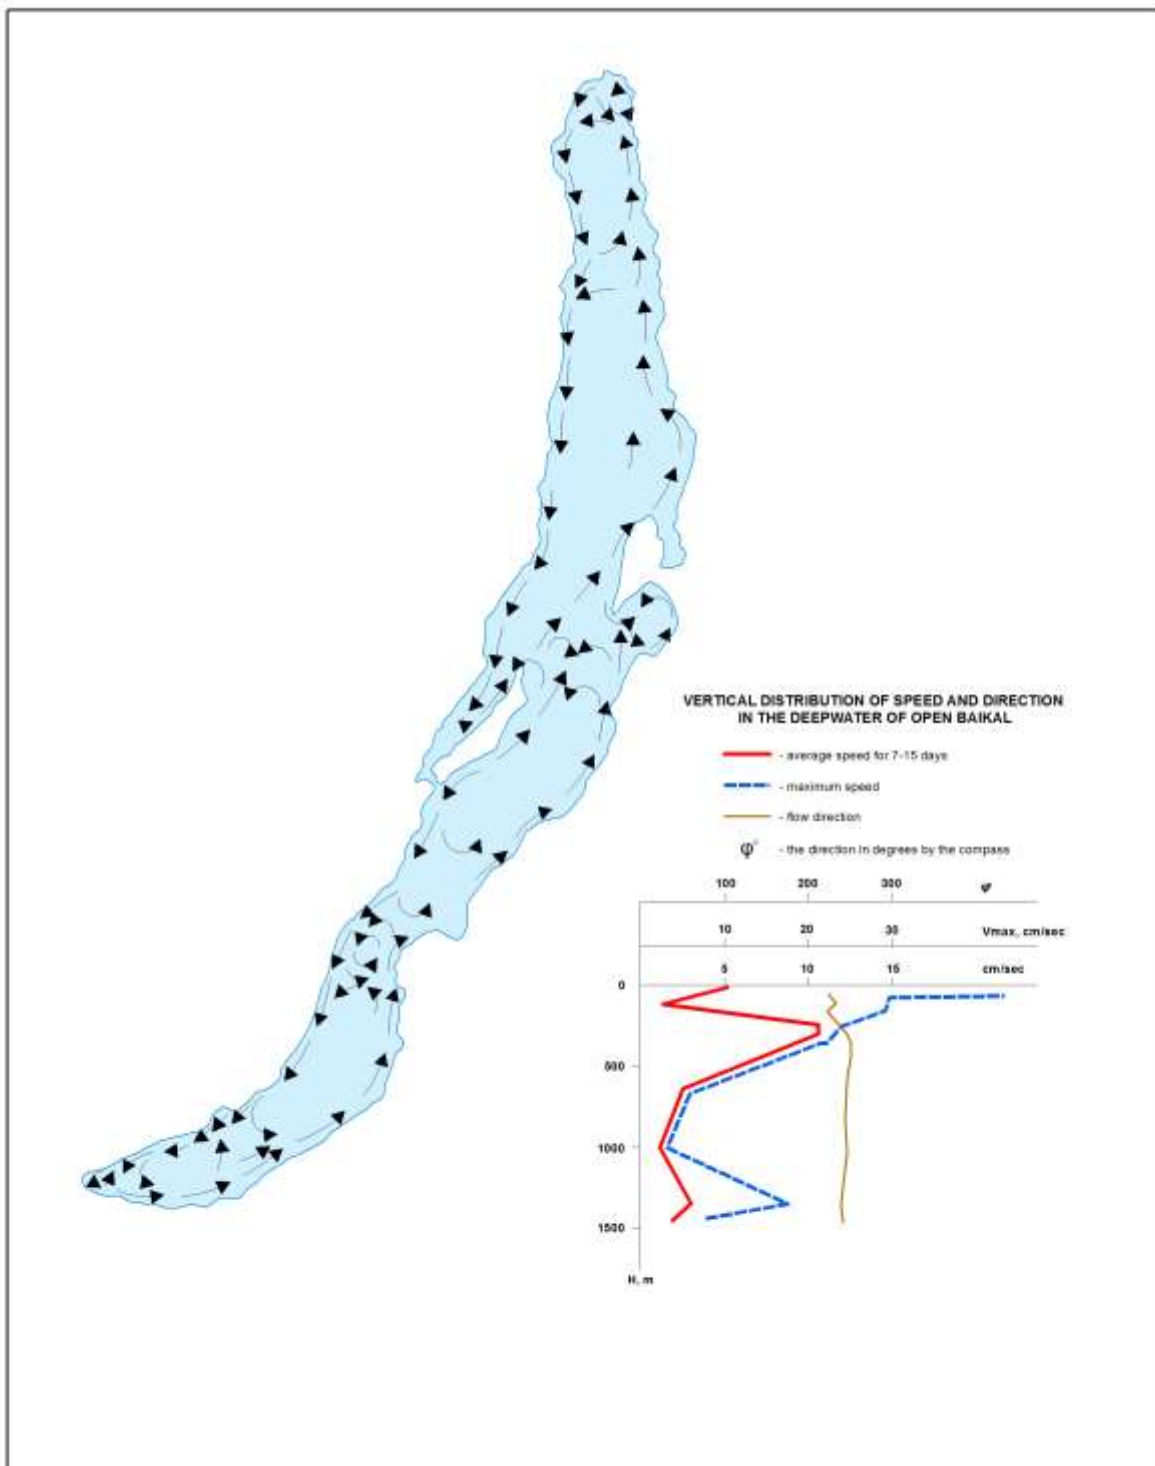 VERTICAL DISTRIBUTION OF SPEED AND DIRECTION
IN THE DEEPWATER OF OPEN BAIKAL
- average speed for 7-15 days
- maximum speed
- flow direction
φ° - the direction in degrees by the compass
100 200 300 φ°
10 20 30 Vmax, cm/sec
5 10 15 cm/sec
0
500
1000
1500
H, m